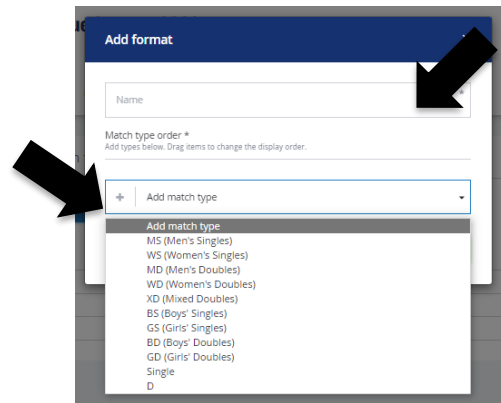 Add format
Name *
Match type order *
Add types below. Drag items to change the display order.
+ Add match type
Add match type
MS (Men's Singles)
WS (Women's Singles)
MD (Men's Doubles)
WD (Women's Doubles)
XD (Mixed Doubles)
BS (Boys' Singles)
GS (Girls' Singles)
BD (Boys' Doubles)
GD (Girls' Doubles)
Single
D